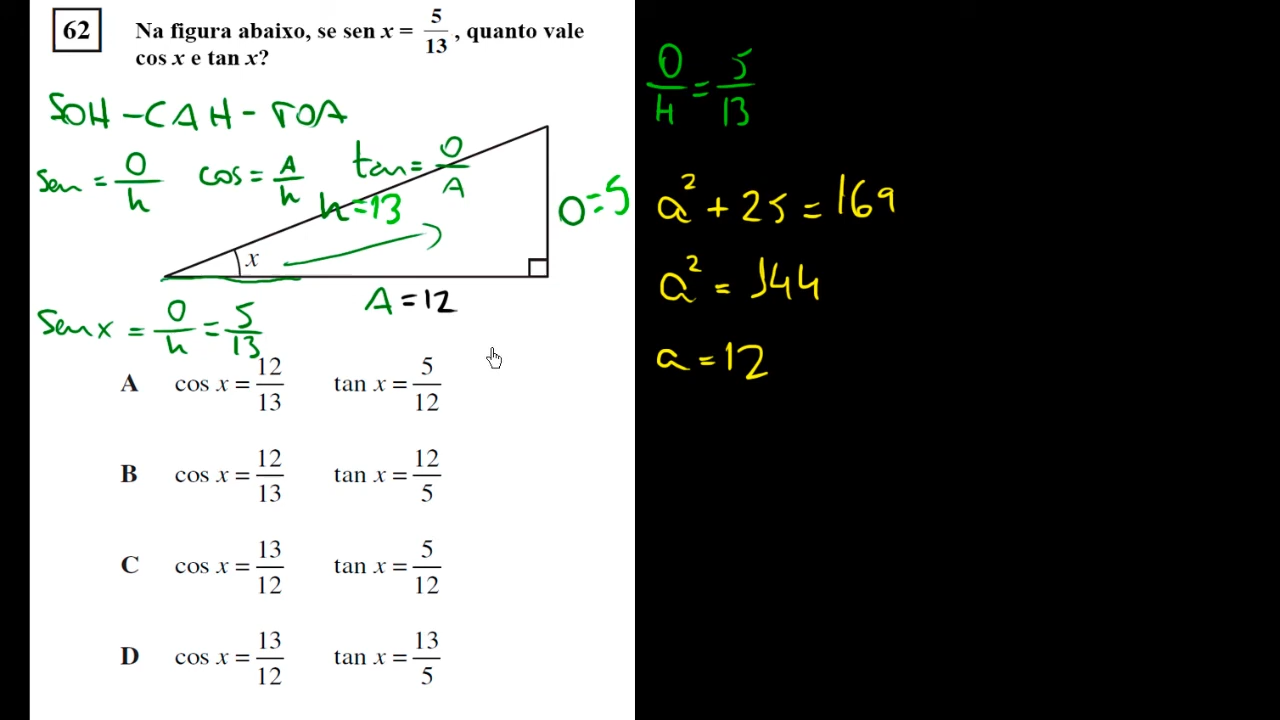 62 Na figura abaixo, se sen x = 5/13, quanto vale
cos x e tan x?
SOH - CAH - TOA
sen = O/h cos = A/h tan = O/A
h=13
O=5
x
A = 12
Sen x = O/h = 5/13
A cos x = 12/13 tan x = 5/12
B cos x = 12/13 tan x = 12/5
C cos x = 13/12 tan x = 5/12
D cos x = 13/12 tan x = 13/5
O/H = 5/13
a² + 25 = 169
a² = 144
a = 12